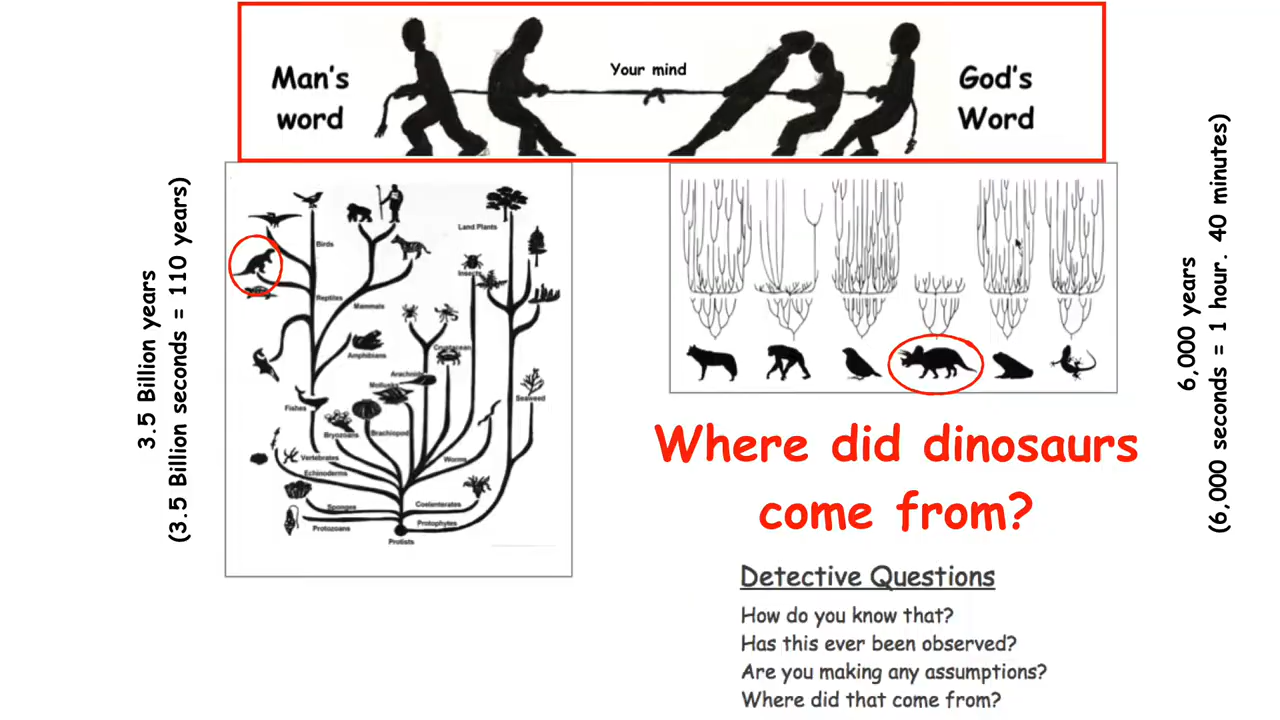 Man's
word
Your mind
God's
Word
3.5 Billion years
(3.5 Billion seconds = 110 years)
Land Plants
Birds
Insects
Reptiles
Mammals
Amphibians
Crustacean
Arachnids
Mollusks
Seaweed
Fishes
Bryozoans
Brachiopod
Vertebrates
Worms
Echinoderms
Sponges
Coelenterates
Protozoans
Protophytes
Protists
6,000 years
(6,000 seconds = 1 hour. 40 minutes)
Where did dinosaurs
come from?
Detective Questions
How do you know that?
Has this ever been observed?
Are you making any assumptions?
Where did that come from?